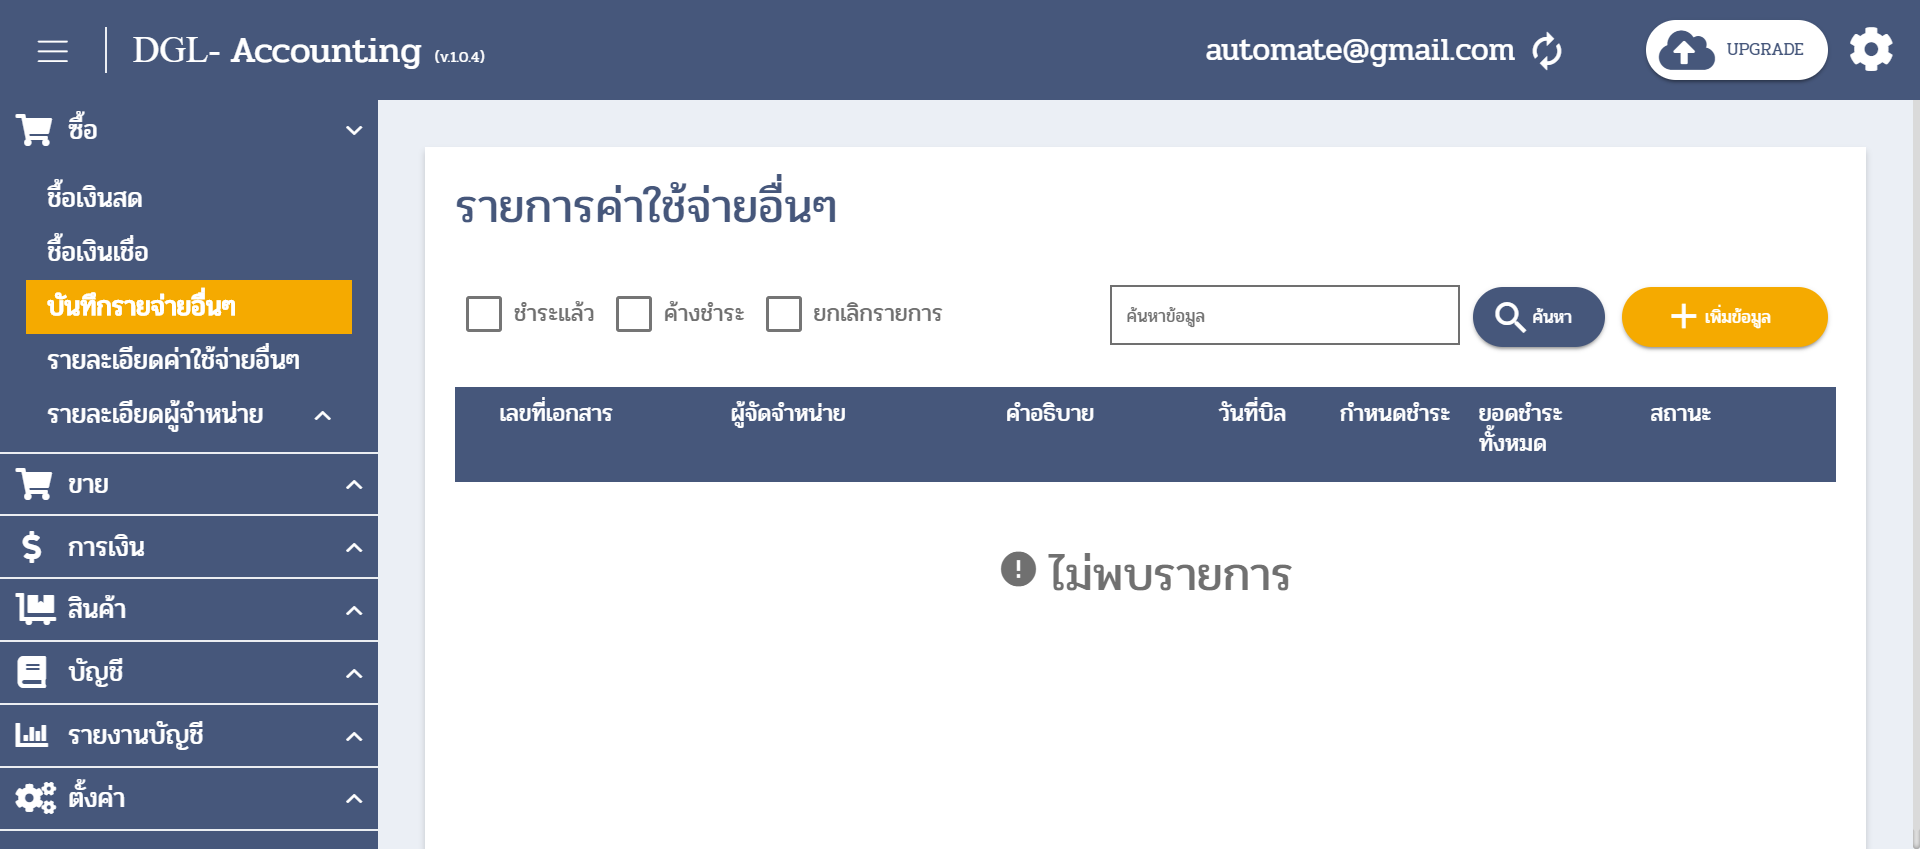 DGL- Accounting (v.1.0.4)
automate@gmail.com
UPGRADE
ซื้อ
ซื้อเงินสด
ซื้อเงินเชื่อ
บันทึกรายจ่ายอื่นๆ
รายละเอียดค่าใช้จ่ายอื่นๆ
รายละเอียดผู้จำหน่าย
ขาย
การเงิน
สินค้า
บัญชี
รายงานบัญชี
ตั้งค่า
รายการค่าใช้จ่ายอื่นๆ
ชำระแล้ว ค้างชำระ ยกเลิกรายการ
ค้นหาข้อมูล
ค้นหา
เพิ่มข้อมูล
เลขที่เอกสาร ผู้จัดจำหน่าย คำอธิบาย วันที่บิล กำหนดชำระ ยอดชำระ สถานะ
ทั้งหมด
ไม่พบรายการ